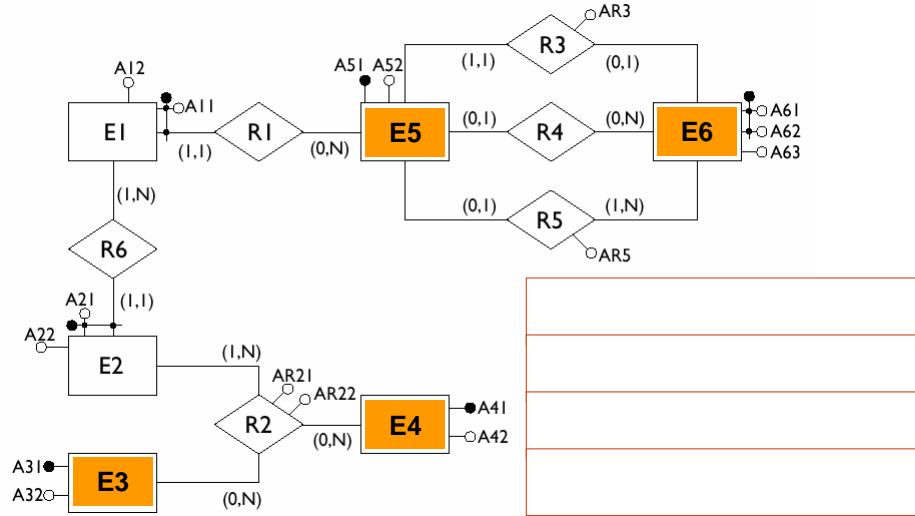 AR3
R3
(1,1)
(0,1)
A12
A51
A52
A11
E1
R1
E5
(0,1)
R4
(0,N)
E6
A61
A62
A63
(1,1)
(0,N)
(1,N)
(0,1)
R5
(1,N)
AR5
R6
A21
(1,1)
A22
E2
(1,N)
AR21
AR22
R2
(0,N)
E4
A41
A42
A31
A32
E3
(0,N)